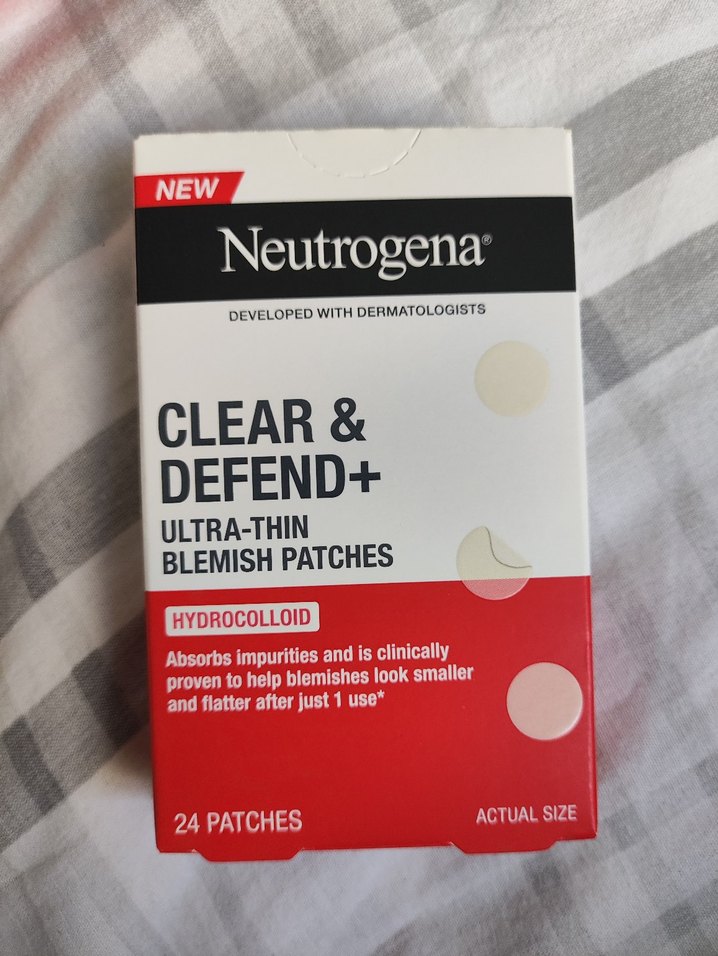 NEW
Neutrogena®
DEVELOPED WITH DERMATOLOGISTS
CLEAR &
DEFEND+
ULTRA-THIN
BLEMISH PATCHES
HYDROCOLLOID
Absorbs impurities and is clinically
proven to help blemishes look smaller
and flatter after just 1 use*
24 PATCHES
ACTUAL SIZE